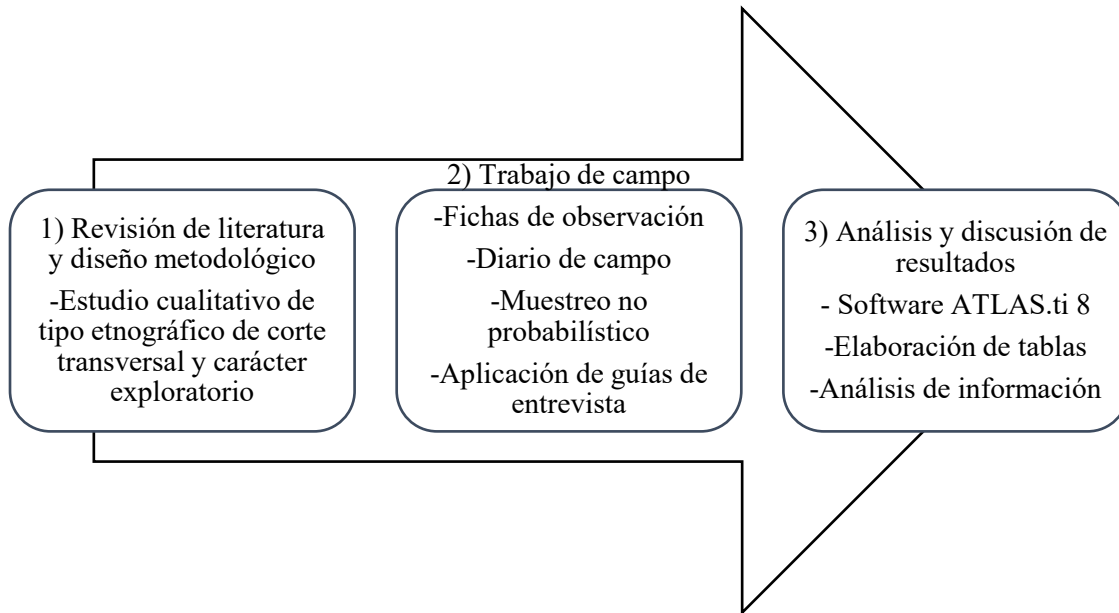 1) Revisión de literatura
y diseño metodológico
-Estudio cualitativo de
tipo etnográfico de corte
transversal y carácter
exploratorio
2) Trabajo de campo
-Fichas de observación
-Diario de campo
-Muestreo no
probabilístico
-Aplicación de guías de
entrevista
3) Análisis y discusión de
resultados
- Software ATLAS.ti 8
-Elaboración de tablas
-Análisis de información